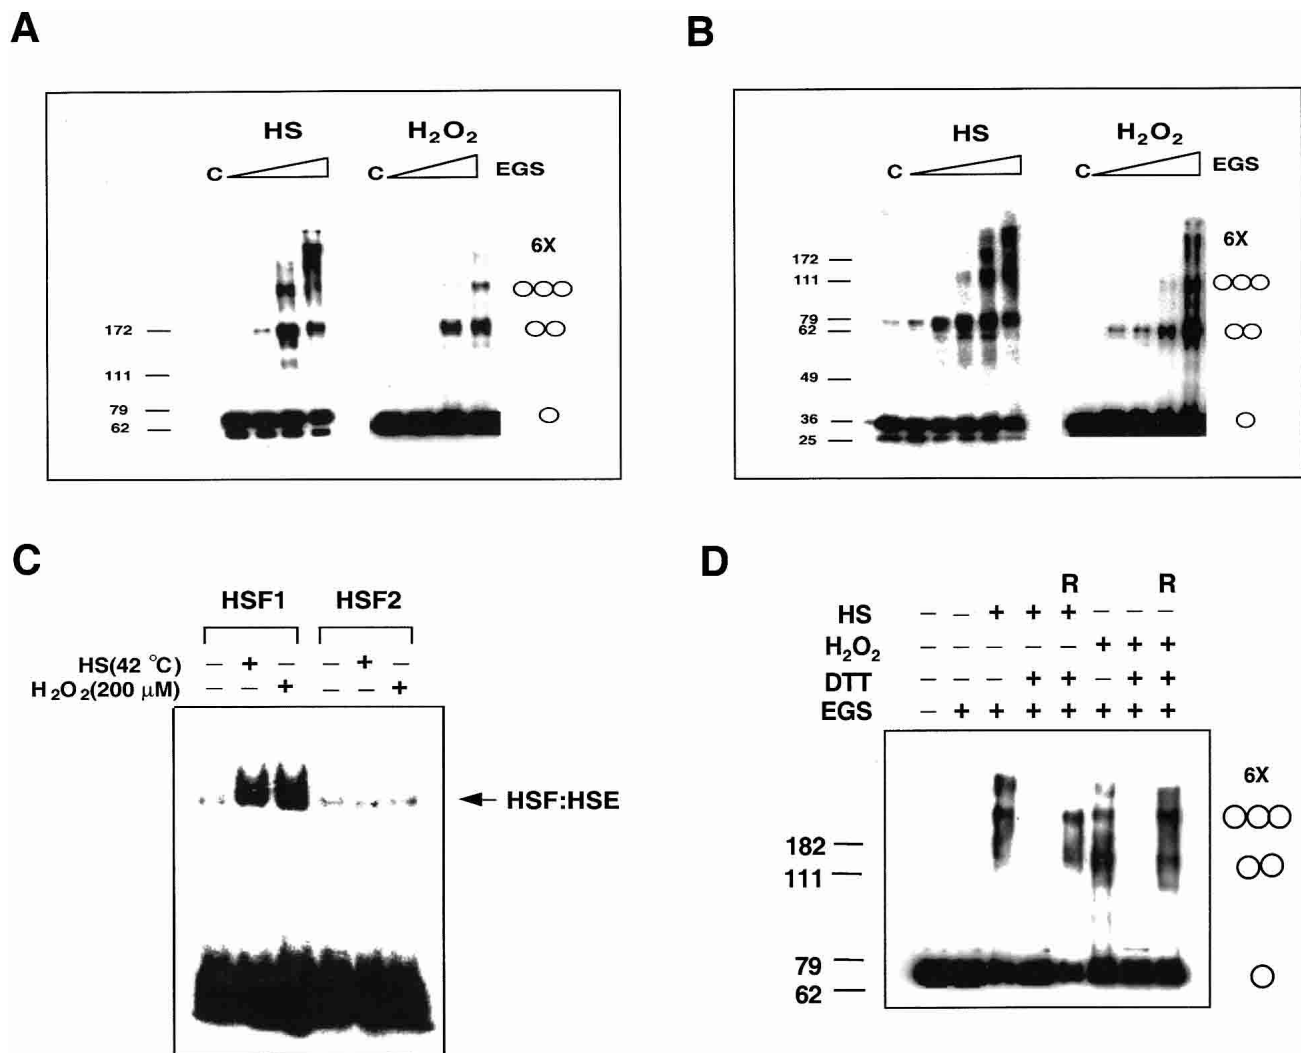 A
HS H2O2
C C EGS
6X
172
111
79
62
B
HS H2O2
C C EGS
6X
172
111
79
62
49
36
25
C
HSF1 HSF2
HS(42 °C) – + – – + –
H2O2(200 µM) – – + – – +
HSF:HSE
D
R R
HS – – + + + – – –
H2O2 – – – – – + + +
DTT – – – + + – + +
EGS – + + + + + + +
6X
182
111
79
62